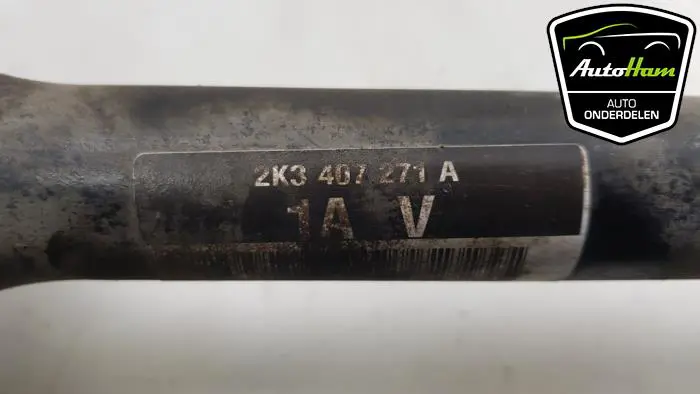 AutoHam
AUTO
ONDERDELEN
2K3 407 271 A
1A V